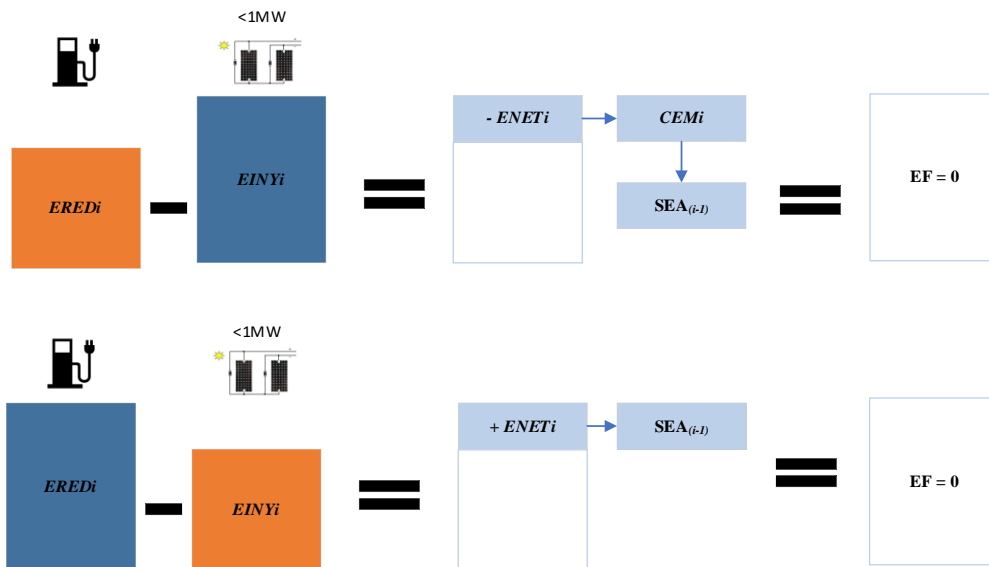 <1MW
EREDi
EINYi
- ENETi
CEMi
SEA(i-1)
EF = 0
<1MW
EREDi
EINYi
+ ENETi
SEA(i-1)
EF = 0